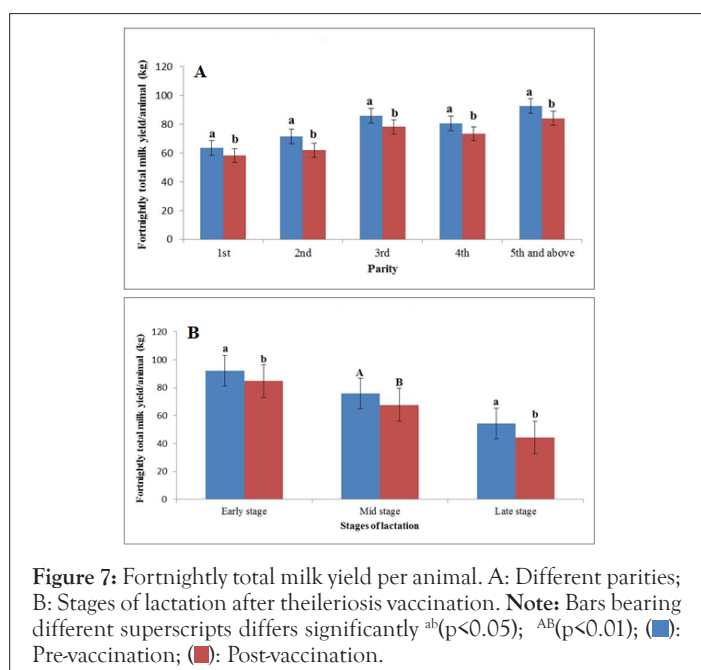 A
Fortnightly total milk yield/animal (kg)
120
100
80
60
40
20
0
a b a b a b a b a b
1st 2nd 3rd 4th 5th and above
Parity
B
Fortnightly total milk yield/animal (kg)
120
100
80
60
40
20
0
a b A B a b
Early stage Mid stage Late stage
Stages of lactation
Figure 7: Fortnightly total milk yield per animal. A: Different parities;
B: Stages of lactation after theileriosis vaccination. Note: Bars bearing
different superscripts differs significantly ab(p<0.05); AB(p<0.01); (■):
Pre-vaccination; (■): Post-vaccination.